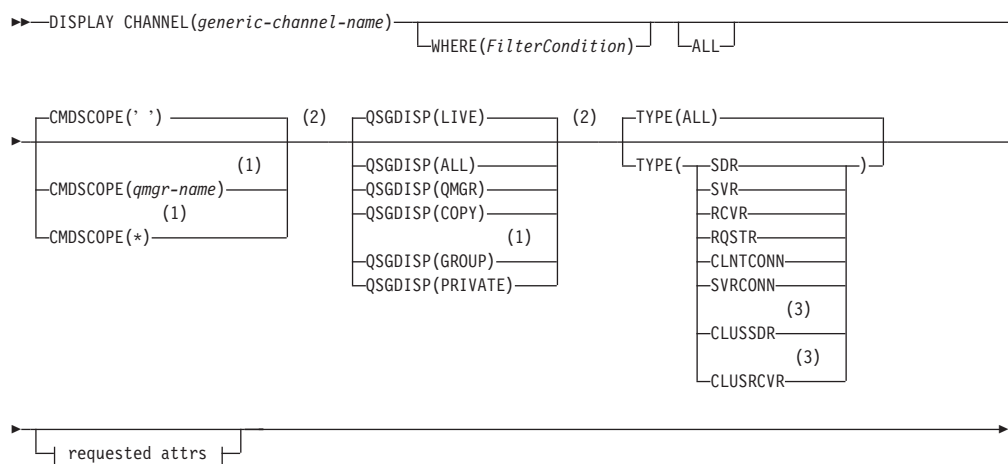 DISPLAY CHANNEL(generic-channel-name)
WHERE(FilterCondition)
ALL
CMDSCOPE(' ')
(2)
QSGDISP(LIVE)
(2)
TYPE(ALL)
(1)
CMDSCOPE(qmgr-name)
(1)
CMDSCOPE(*)
QSGDISP(ALL)
QSGDISP(QMGR)
QSGDISP(COPY)
(1)
QSGDISP(GROUP)
QSGDISP(PRIVATE)
TYPE(
SDR
)
SVR
RCVR
RQSTR
CLNTCONN
SVRCONN
(3)
CLUSSDR
(3)
CLUSRCVR
requested attrs